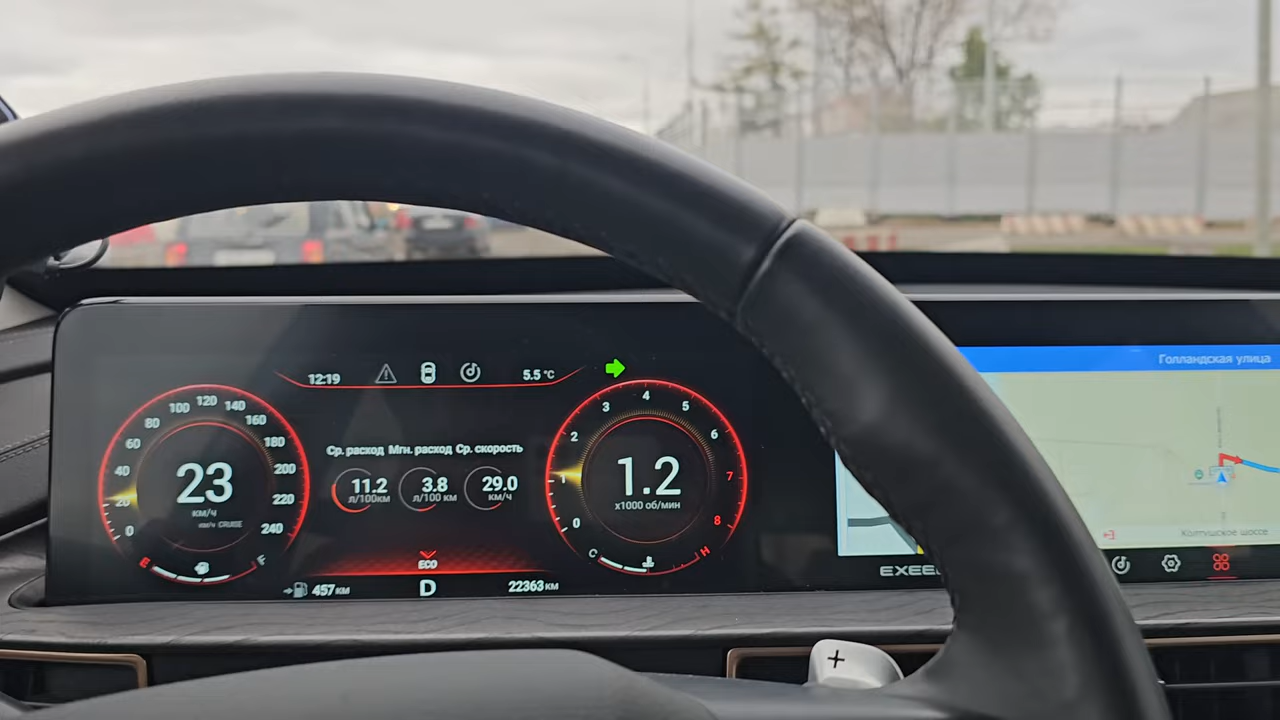 Голландская улица
12:19
5.5 °C
0 20 40 60 80 100 120 140 160 180 200 220 240
23
км/ч
км/ч CRUISE
E F
Ср. расход Мгн. расход Ср. скорость
11.2 3.8 29.0
л/100км л/100 км км/ч
0 1 2 3 4 5 6 7 8
1.2
x1000 об/мин
C H
ECO
457 км
D
22363 км
Колтушское шоссе
+